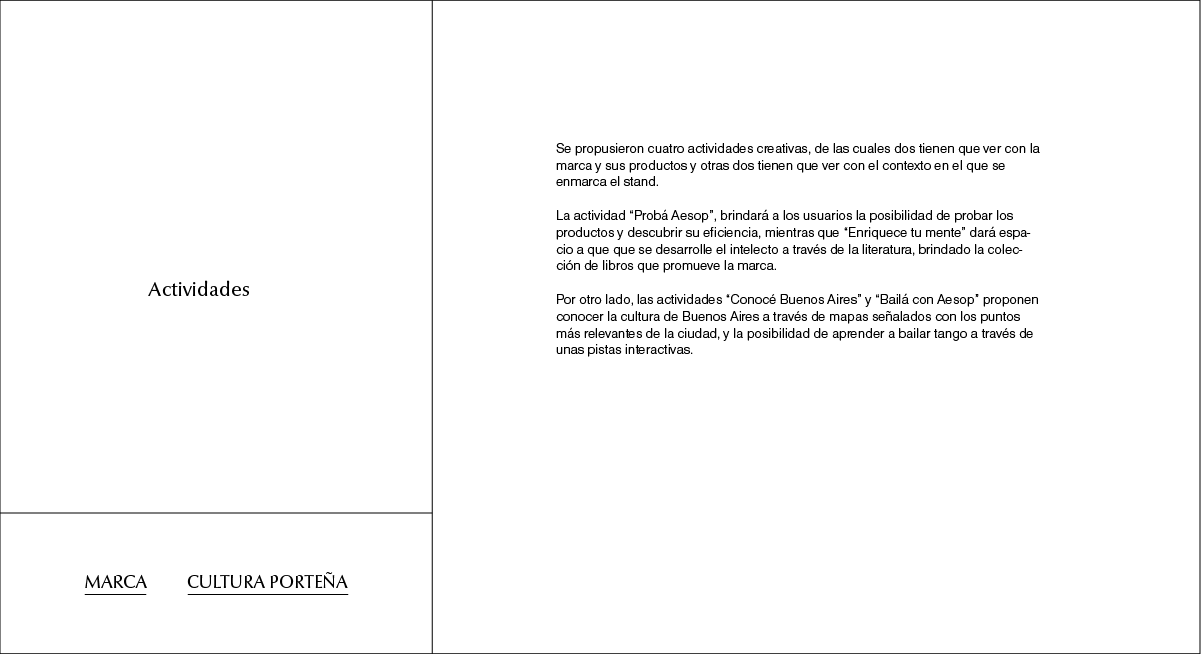 Actividades
MARCA
CULTURA PORTEÑA
Se propusieron cuatro actividades creativas, de las cuales dos tienen que ver con la
marca y sus productos y otras dos tienen que ver con el contexto en el que se
enmarca el stand.
La actividad “Probá Aesop”, brindará a los usuarios la posibilidad de probar los
productos y descubrir su eficiencia, mientras que “Enriquece tu mente” dará espa-
cio a que que se desarrolle el intelecto a través de la literatura, brindado la colec-
ción de libros que promueve la marca.
Por otro lado, las actividades “Conocé Buenos Aires” y “Bailá con Aesop” proponen
conocer la cultura de Buenos Aires a través de mapas señalados con los puntos
más relevantes de la ciudad, y la posibilidad de aprender a bailar tango a través de
unas pistas interactivas.